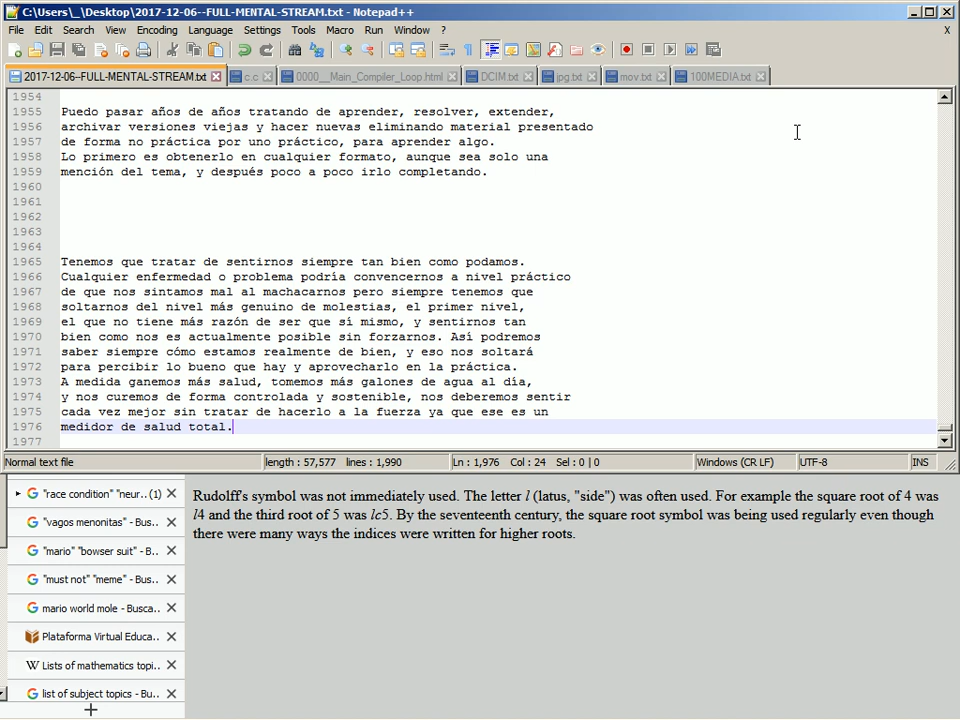 C:\Users\_\Desktop\2017-12-06--FULL-MENTAL-STREAM.txt - Notepad++
File Edit Search View Encoding Language Settings Tools Macro Run Window ? X
2017-12-06--FULL-MENTAL-STREAM.txt c.c 0000__Main_Compiler_Loop.html DCIM.txt jpg.txt mov.txt 100MEDIA.txt
1954
1955 Puedo pasar años de años tratando de aprender, resolver, extender,
1956 archivar versiones viejas y hacer nuevas eliminando material presentado
1957 de forma no práctica por uno práctico, para aprender algo.
1958 Lo primero es obtenerlo en cualquier formato, aunque sea solo una
1959 mención del tema, y después poco a poco irlo completando.
1960
1961
1962
1963
1964
1965 Tenemos que tratar de sentirnos siempre tan bien como podamos.
1966 Cualquier enfermedad o problema podría convencernos a nivel práctico
1967 de que nos sintamos mal al machacarnos pero siempre tenemos que
1968 soltarnos del nivel más genuino de molestias, el primer nivel,
1969 el que no tiene más razón de ser que sí mismo, y sentirnos tan
1970 bien como nos es actualmente posible sin forzarnos. Así podremos
1971 saber siempre cómo estamos realmente de bien, y eso nos soltará
1972 para percibir lo bueno que hay y aprovecharlo en la práctica.
1973 A medida ganemos más salud, tomemos más galones de agua al día,
1974 y nos curemos de forma controlada y sostenible, nos deberemos sentir
1975 cada vez mejor sin tratar de hacerlo a la fuerza ya que ese es un
1976 medidor de salud total.
1977
Normal text file length : 57,577 lines : 1,990 Ln : 1,976 Col : 24 Sel : 0 | 0 Windows (CR LF) UTF-8 INS
"race condition" "neur.. (1)
"vagos menonitas" - Bus..
"mario" "bowser suit" - B..
"must not" "meme" - Bus..
mario world mole - Busca..
Plataforma Virtual Educa..
W Lists of mathematics topi..
list of subject topics - Bu..
Rudolff's symbol was not immediately used. The letter l (latus, "side") was often used. For example the square root of 4 was
l4 and the third root of 5 was lc5. By the seventeenth century, the square root symbol was being used regularly even though
there were many ways the indices were written for higher roots.